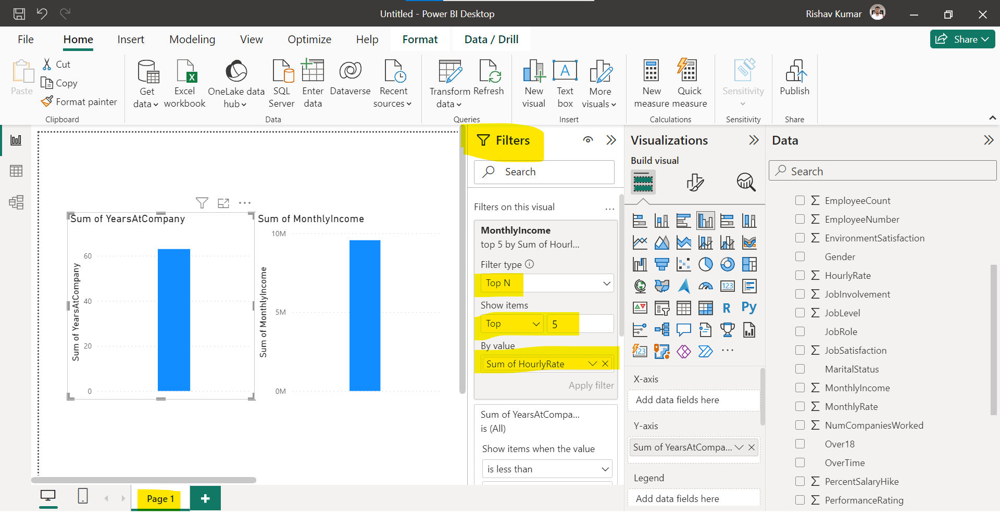 Untitled - Power BI Desktop
Rishav Kumar
File
Home
Insert
Modeling
View
Optimize
Help
Format
Data / Drill
Share
Paste
Cut
Copy
Format painter
Clipboard
Get data
Excel workbook
OneLake data hub
SQL Server
Enter data
Dataverse
Recent sources
Data
Transform data
Refresh
Queries
New visual
A
Text box
More visuals
Insert
New measure
Quick measure
Calculations
Sensitivity
Sensitivity
Publish
Share
Sum of YearsAtCompany
Sum of YearsAtCompany
60
40
20
0
Sum of MonthlyIncome
Sum of MonthlyIncome
10M
5M
0M
Filters
Search
Filters on this visual
...
MonthlyIncome
top 5 by Sum of Hourl...
Filter type
Top N
Show items
Top
5
By value
Sum of HourlyRate
Apply filter
Sum of YearsAtCompa...
is (All)
Show items when the value
is less than
Visualizations
Build visual
123
R
Py
123
...
X-axis
Add data fields here
Y-axis
Sum of YearsAtCompa...
Legend
Add data fields here
Data
Search
EmployeeCount
EmployeeNumber
EnvironmentSatisfaction
Gender
HourlyRate
JobInvolvement
JobLevel
JobRole
JobSatisfaction
MaritalStatus
MonthlyIncome
MonthlyRate
NumCompaniesWorked
Over18
OverTime
PercentSalaryHike
PerformanceRating
Page 1